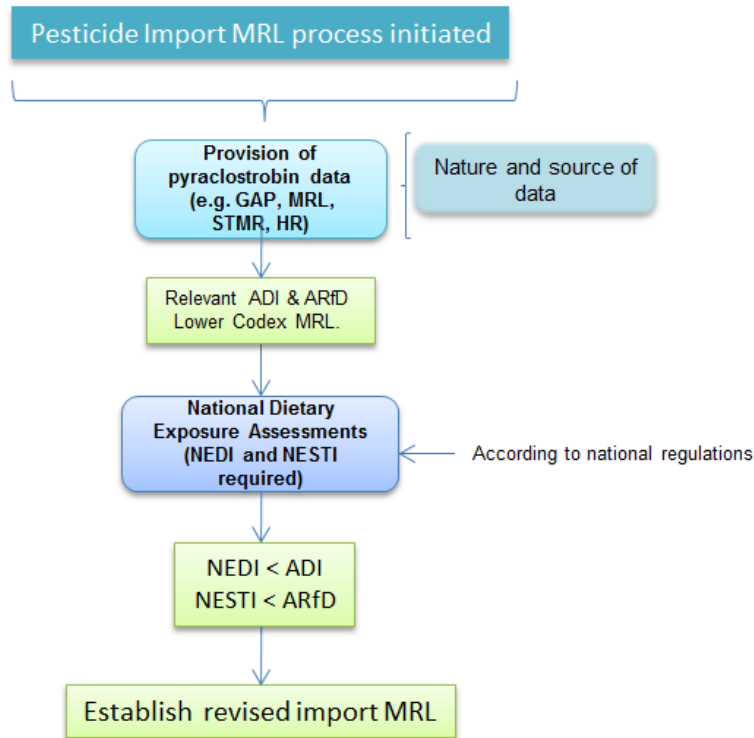 Pesticide Import MRL process initiated
Provision of
pyraclostrobin data
(e.g. GAP, MRL,
STMR, HR)
Nature and source of
data
Relevant ADI & ARfD
Lower Codex MRL.
National Dietary
Exposure Assessments
(NEDI and NESTI
required)
According to national regulations
NEDI < ADI
NESTI < ARfD
Establish revised import MRL